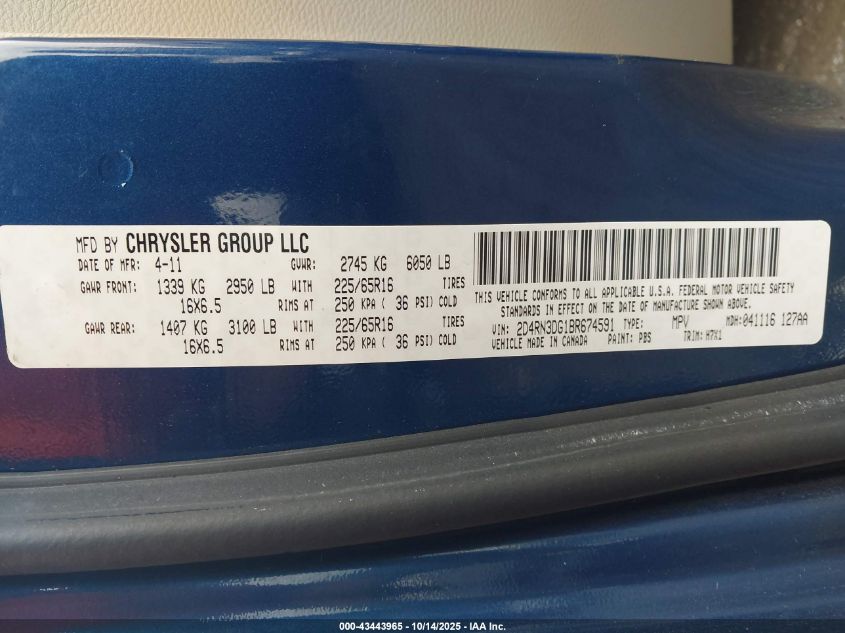 MFD BY CHRYSLER GROUP LLC
DATE OF MFR: 4-11 GVWR: 2745 KG 6050 LB
GAWR FRONT: 1339 KG 2950 LB WITH 225/65R16 TIRES
16X6.5 RIMS AT 250 KPA ( 36 PSI) COLD
GAWR REAR: 1407 KG 3100 LB WITH 225/65R16 TIRES
16X6.5 RIMS AT 250 KPA ( 36 PSI) COLD
THIS VEHICLE CONFORMS TO ALL APPLICABLE U.S.A. FEDERAL MOTOR VEHICLE SAFETY
STANDARDS IN EFFECT ON THE DATE OF MANUFACTURE SHOWN ABOVE.
VIN: 2D4RN3DG1BR674591 TYPE: MPV MDH: 041116 127AA
VEHICLE MADE IN CANADA PAINT: PBS TRIM: H7X1
000-43443965 - 10/14/2025 - IAA Inc.